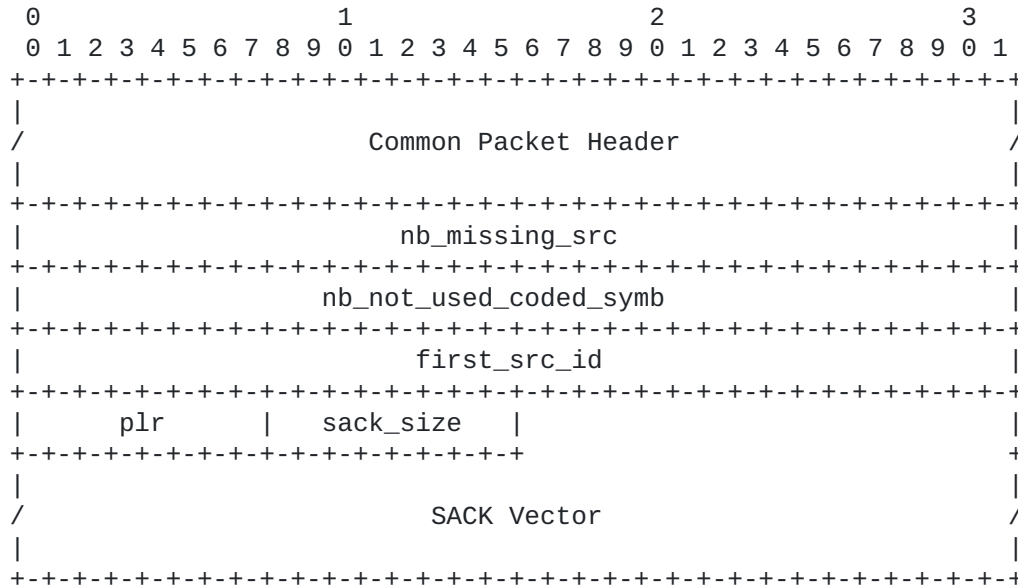 0                   1                   2                   3
 0 1 2 3 4 5 6 7 8 9 0 1 2 3 4 5 6 7 8 9 0 1 2 3 4 5 6 7 8 9 0 1
+-+-+-+-+-+-+-+-+-+-+-+-+-+-+-+-+-+-+-+-+-+-+-+-+-+-+-+-+-+-+-+-+
|                                                               |
/                      Common Packet Header                     /
|                                                               |
+-+-+-+-+-+-+-+-+-+-+-+-+-+-+-+-+-+-+-+-+-+-+-+-+-+-+-+-+-+-+-+-+
|                        nb_missing_src                         |
+-+-+-+-+-+-+-+-+-+-+-+-+-+-+-+-+-+-+-+-+-+-+-+-+-+-+-+-+-+-+-+-+
|                   nb_not_used_coded_symb                      |
+-+-+-+-+-+-+-+-+-+-+-+-+-+-+-+-+-+-+-+-+-+-+-+-+-+-+-+-+-+-+-+-+
|                         first_src_id                          |
+-+-+-+-+-+-+-+-+-+-+-+-+-+-+-+-+-+-+-+-+-+-+-+-+-+-+-+-+-+-+-+-+
|      plr      |   sack_size   |                               |
+-+-+-+-+-+-+-+-+-+-+-+-+-+-+-+-+                               +
|                                                               |
/                          SACK Vector                          /
|                                                               |
+-+-+-+-+-+-+-+-+-+-+-+-+-+-+-+-+-+-+-+-+-+-+-+-+-+-+-+-+-+-+-+-+